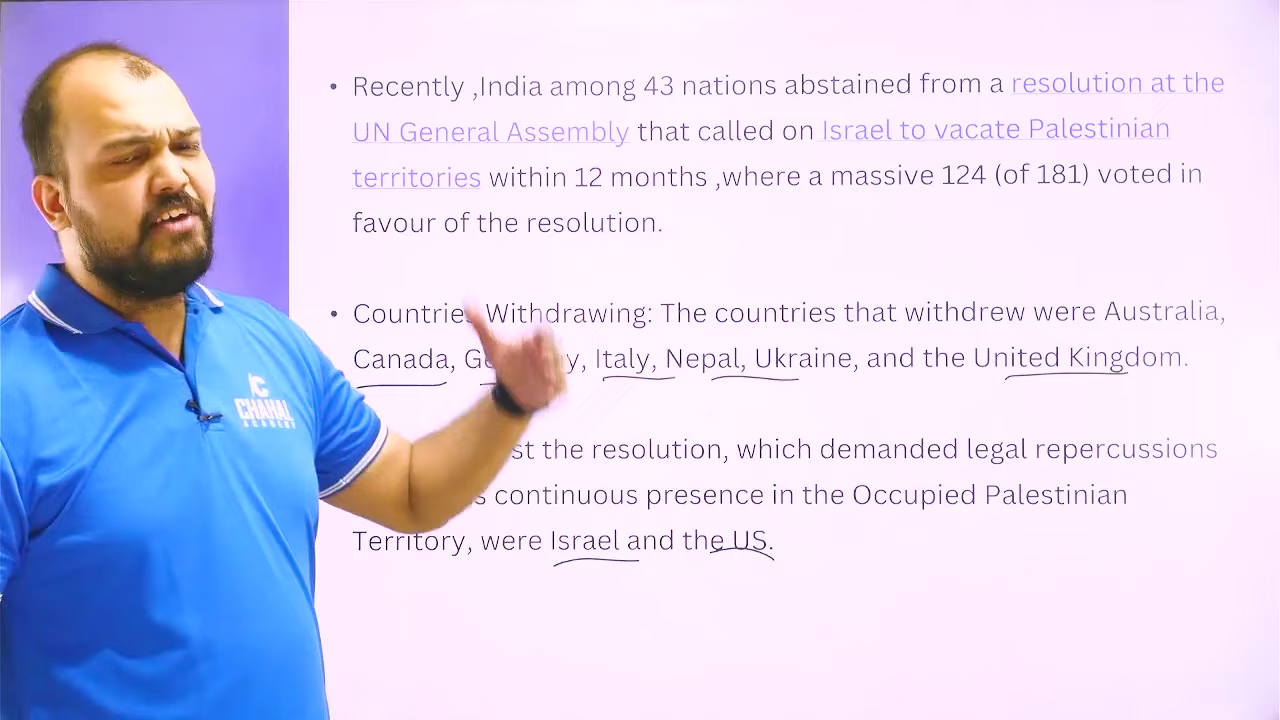 Recently ,India among 43 nations abstained from a resolution at the
UN General Assembly that called on Israel to vacate Palestinian
territories within 12 months ,where a massive 124 (of 181) voted in
favour of the resolution.
Withdrawing: The countries that withdrew were Australia,
Canada, Italy, Nepal, Ukraine, and the United Kingdom.
the resolution, which demanded legal repercussions
continuous presence in the Occupied Palestinian
Territory, were Israel and the US.
CHAHAL
ACADEMY